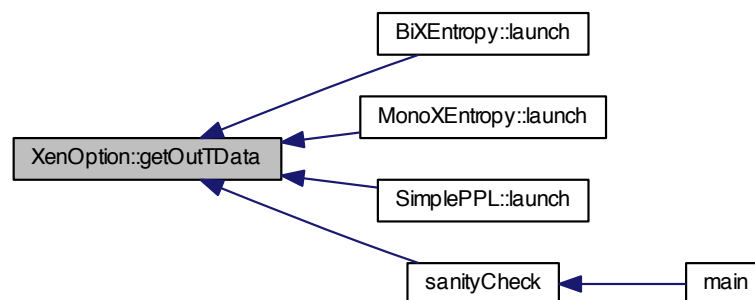 BiXEntropy::launch
MonoXEntropy::launch
XenOption::getOutTData
SimplePPL::launch
sanityCheck
main